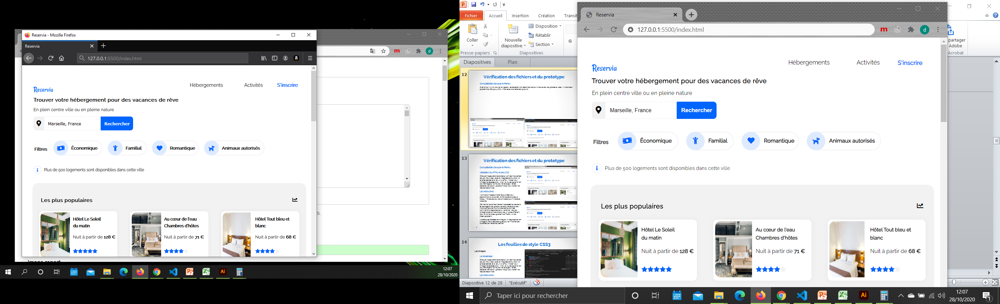 Reservia - Mozilla Firefox
Reservia
127.0.0.1:5500/index.html
Hébergements
Activités
S'inscrire
Reservia
Trouver votre hébergement pour des vacances de rêve
En plein centre ville ou en pleine nature
Marseille, France
Rechercher
Filtres
Économique
Familial
Romantique
Animaux autorisés
Plus de 500 logements sont disponibles dans cette ville
Les plus populaires
Hôtel Le Soleil
du matin
Nuit à partir de 128 €
Au cœur de l'eau
Chambres d'hôtes
Nuit à partir de 71 €
Hôtel Tout bleu et
blanc
Nuit à partir de 68 €
12:07
28/10/2020
Fichier
Accueil
Insertion
Création
Transit
Coller
Nouvelle
diapositive
Disposition
Rétablir
Section
G
Presse-papiers
Diapositives
Diapositives
Plan
12
Vérification des fichiers et du prototype
Compatibilités Google et Firefox
13
Vérification des fichiers et du prototype
Compatibilités Google et Firefox
Validation du HTML et des CSS
Les retouches
14
Les feuilles de style CSS3
Les images
Le recadrage
Les retouches
Diapositive 12 de 28
"Exécutif"
partager
Adobe
Acrobat
Reservia
127.0.0.1:5500/index.html
d
Hébergements
Activités
S'inscrire
Reservia
Trouver votre hébergement pour des vacances de rêve
En plein centre ville ou en pleine nature
Marseille, France
Rechercher
Filtres
Économique
Familial
Romantique
Animaux autorisés
Plus de 500 logements sont disponibles dans cette ville
Les plus populaires
Hôtel Le Soleil
du matin
Nuit à partir de 128 €
Au cœur de l'eau
Chambres d'hôtes
Nuit à partir de 71 €
Hôtel Tout bleu et
blanc
Nuit à partir de 68 €
Taper ici pour rechercher
12:07
28/10/2020